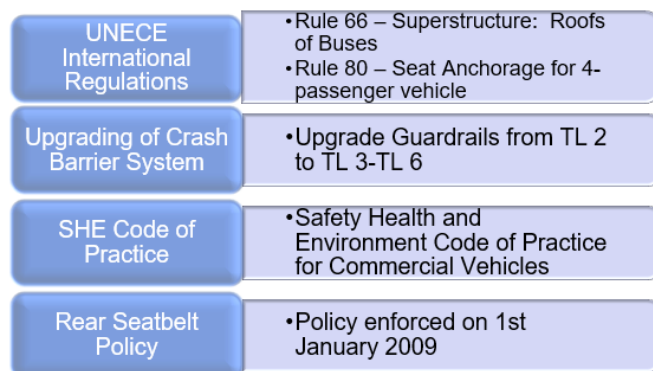 UNECE
International
Regulations
•Rule 66 – Superstructure: Roofs
of Buses
•Rule 80 – Seat Anchorage for 4-
passenger vehicle
Upgrading of Crash
Barrier System
•Upgrade Guardrails from TL 2
to TL 3-TL 6
SHE Code of
Practice
•Safety Health and
Environment Code of Practice
for Commercial Vehicles
Rear Seatbelt
Policy
•Policy enforced on 1st
January 2009